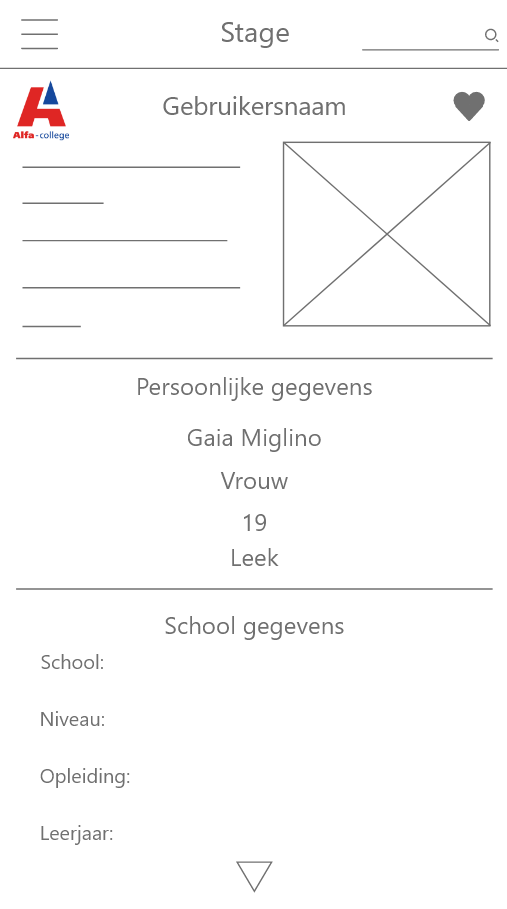 Stage
Gebruikersnaam
Alfa-college
Persoonlijke gegevens
Gaia Miglino
Vrouw
19
Leek
School gegevens
School:
Niveau:
Opleiding:
Leerjaar: